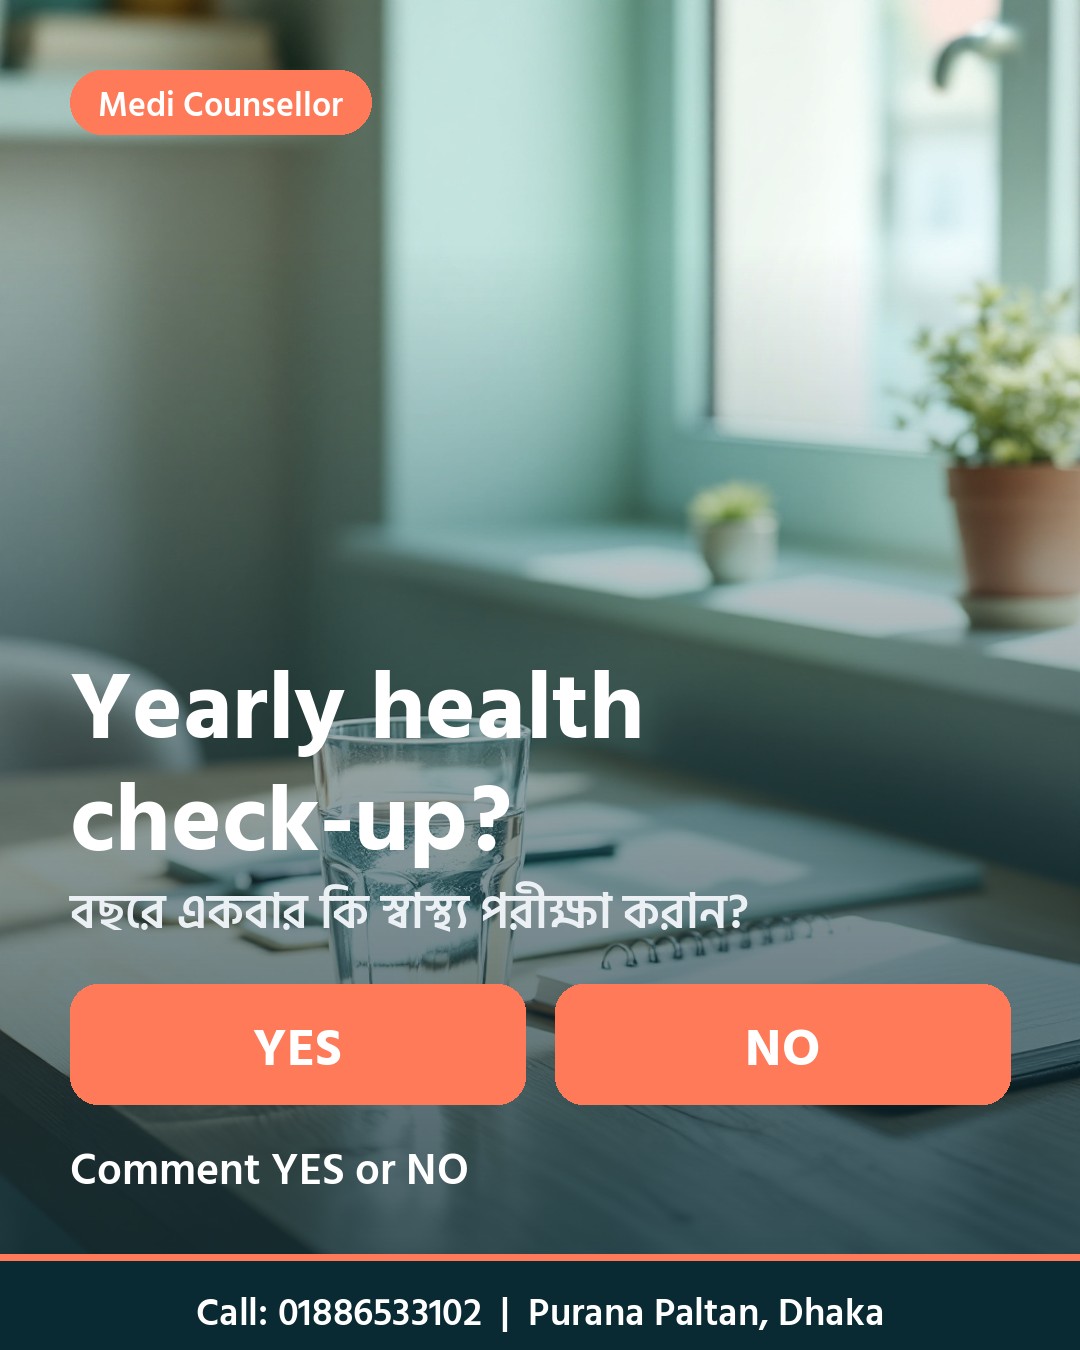 Medi Counsellor
Yearly health
check-up?
বছরে একবার কি স্বাস্থ্য পরীক্ষা করান?
YES
NO
Comment YES or NO
Call: 01886533102 | Purana Paltan, Dhaka